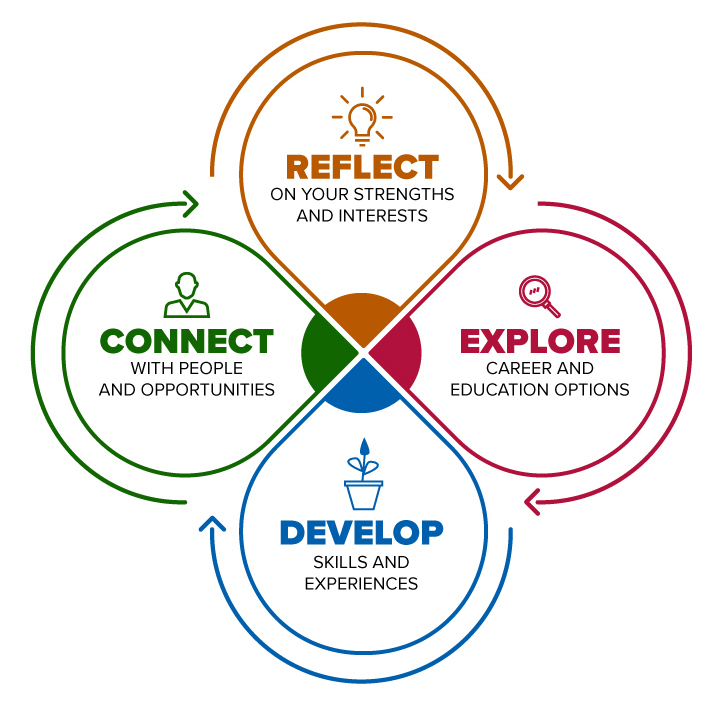 REFLECT
ON YOUR STRENGTHS
AND INTERESTS
CONNECT
WITH PEOPLE
AND OPPORTUNITIES
EXPLORE
CAREER AND
EDUCATION OPTIONS
DEVELOP
SKILLS AND
EXPERIENCES